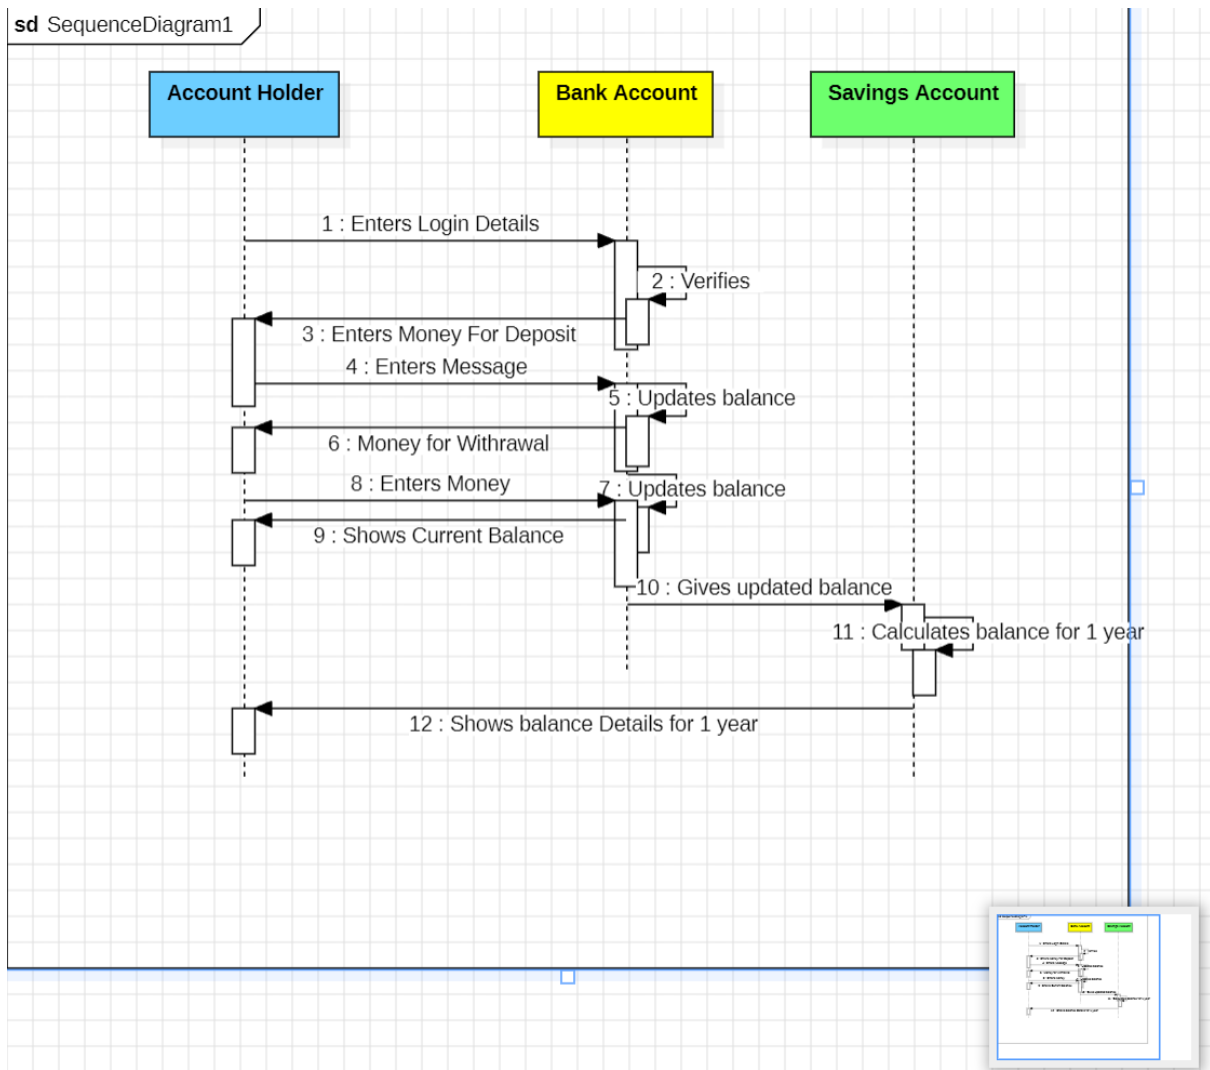 sd SequenceDiagram1
Account Holder
Bank Account
Savings Account
1 : Enters Login Details
2 : Verifies
3 : Enters Money For Deposit
4 : Enters Message
5 : Updates balance
6 : Money for Withrawal
8 : Enters Money
7 : Updates balance
9 : Shows Current Balance
10 : Gives updated balance
11 : Calculates balance for 1 year
12 : Shows balance Details for 1 year